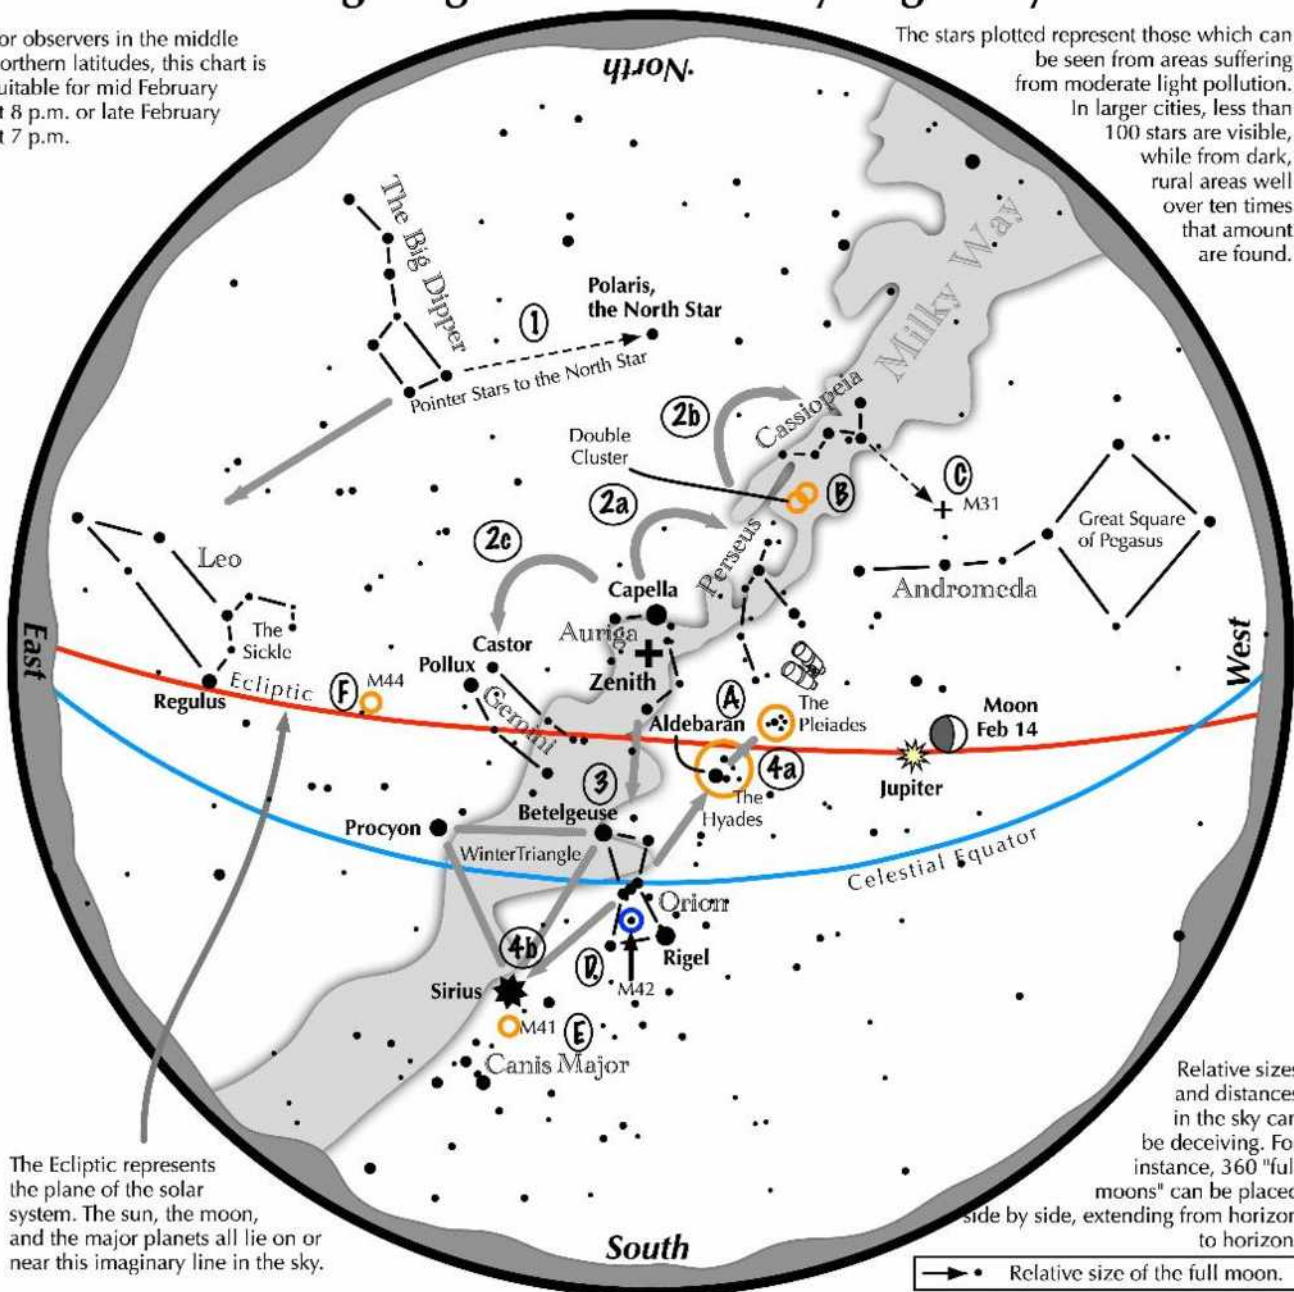 or observers in the middle
orthern latitudes, this chart is
uitable for mid February
t 8 p.m. or late February
t 7 p.m.
The stars plotted represent those which can
be seen from areas suffering
from moderate light pollution.
In larger cities, less than
100 stars are visible,
while from dark,
rural areas well
over ten times
that amount
are found.
North
The Big Dipper
Milky Way
Polaris,
the North Star
1
Pointer Stars to the North Star
2b
Cassiopeia
Double
Cluster
B
C
M31
2a
2c
Great Square
of Pegasus
Leo
Perseus
Andromeda
Capella
The
Sickle
Auriga
Castor
Pollux
Zenith
East
West
Regulus
Ecliptic
F
M44
Gemini
A
The
Pleiades
Aldebaran
Moon
Feb 14
4a
Jupiter
3
The
Hyades
Betelgeuse
Procyon
WinterTriangle
Celestial Equator
Orion
4b
D
Rigel
M42
Sirius
M41
E
Canis Major
The Ecliptic represents
the plane of the solar
system. The sun, the moon,
and the major planets all lie on or
near this imaginary line in the sky.
Relative sizes
and distances
in the sky can
be deceiving. Fo
instance, 360 "ful
moons" can be placed
side by side, extending from horizon
to horizon
South
Relative size of the full moon.